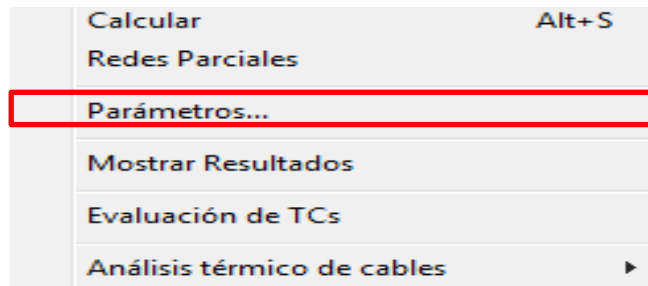 Calcular Alt+S
Redes Parciales
Parámetros...
Mostrar Resultados
Evaluación de TCs
Análisis térmico de cables